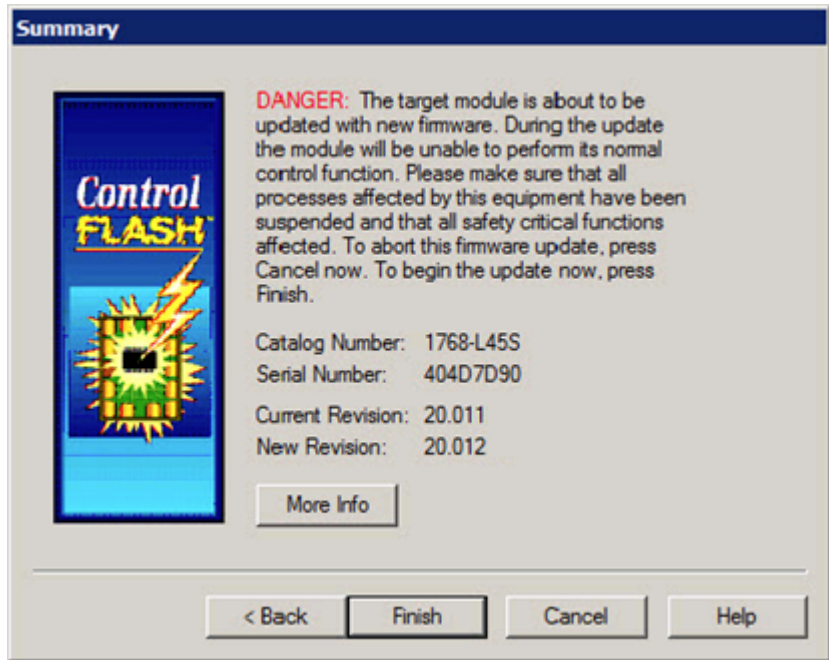 Summary
Control
FLASH
DANGER: The target module is about to be
updated with new firmware. During the update
the module will be unable to perform its normal
control function. Please make sure that all
processes affected by this equipment have been
suspended and that all safety critical functions
affected. To abort this firmware update, press
Cancel now. To begin the update now, press
Finish.
Catalog Number: 1768-L45S
Serial Number: 404D7D90
Current Revision: 20.011
New Revision: 20.012
More Info
< Back Finish Cancel Help